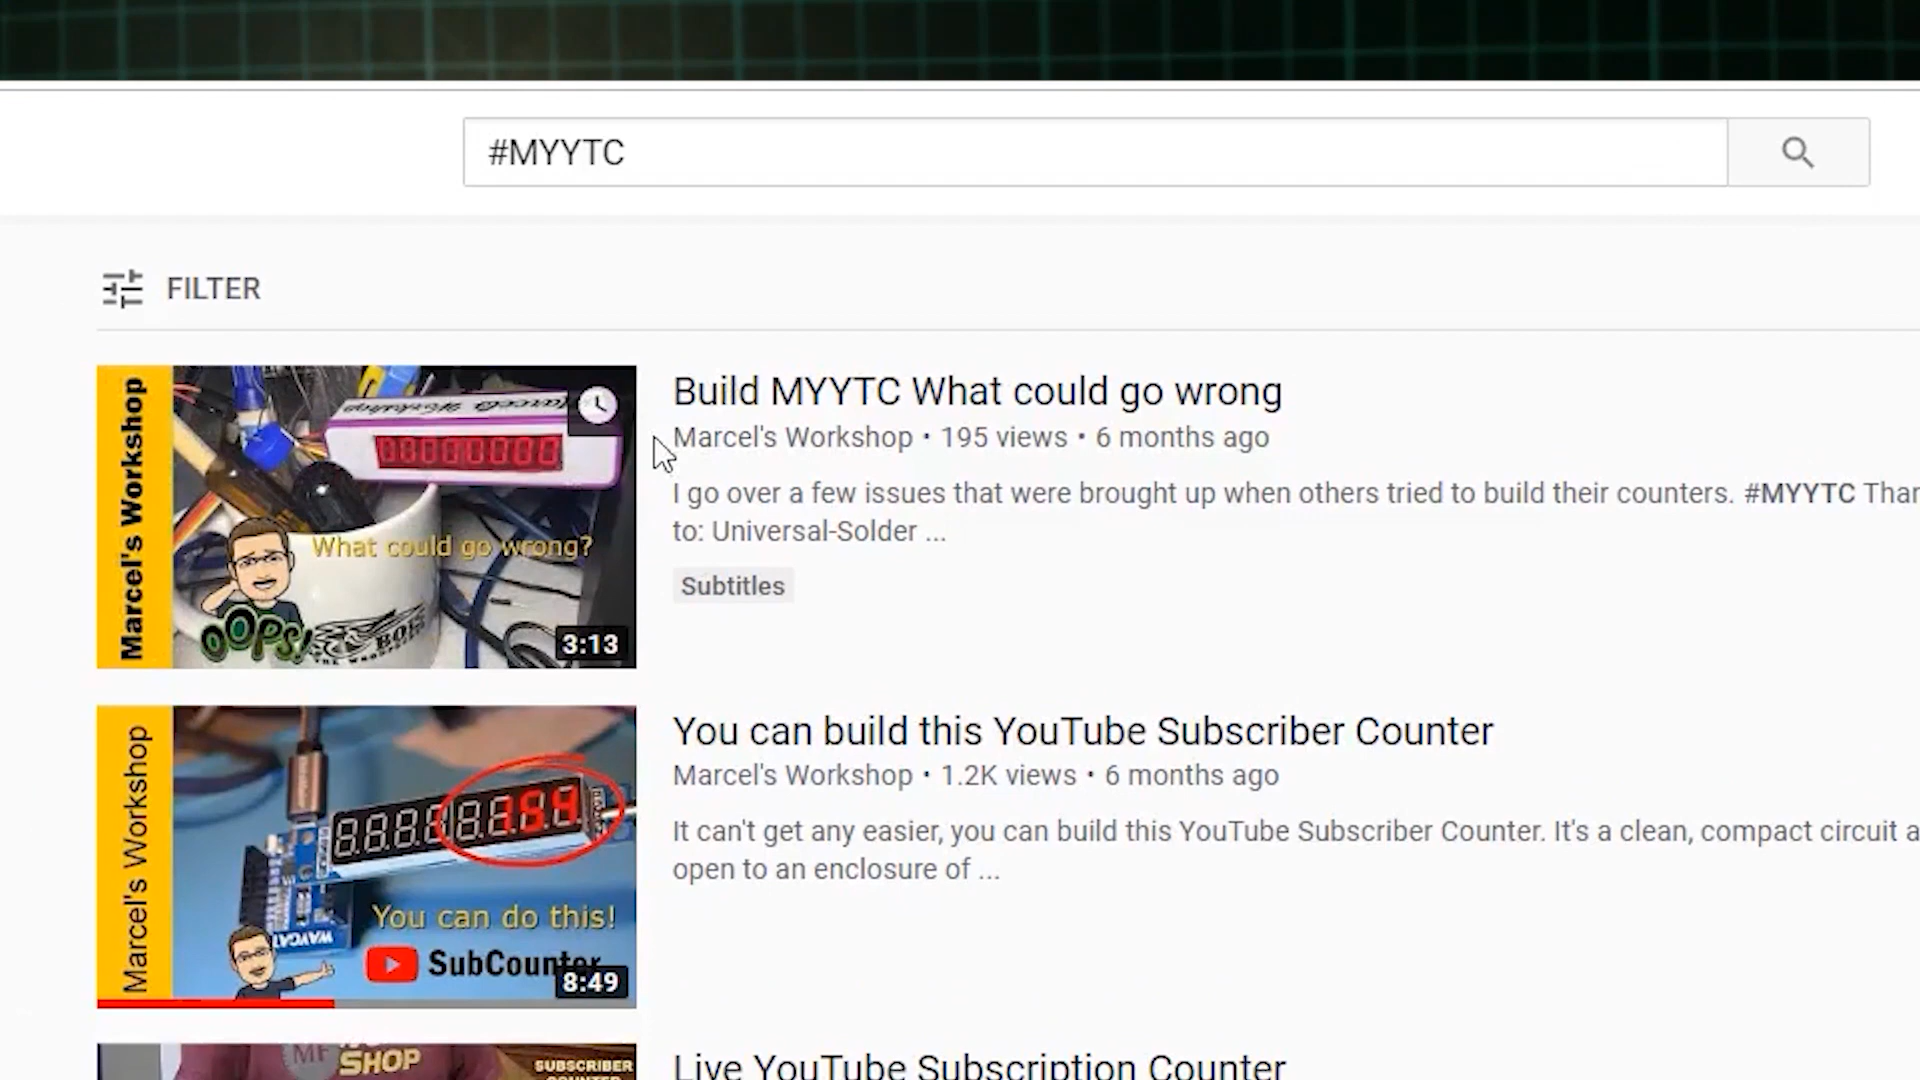 #MYYTC
FILTER
Marcel's Workshop
What could go wrong?
OOPS!
3:13
Build MYYTC What could go wrong
Marcel's Workshop • 195 views • 6 months ago
I go over a few issues that were brought up when others tried to build their counters. #MYYTC Than
to: Universal-Solder ...
Subtitles
Marcel's Workshop
You can do this!
SubCounter
8:49
You can build this YouTube Subscriber Counter
Marcel's Workshop • 1.2K views • 6 months ago
It can't get any easier, you can build this YouTube Subscriber Counter. It's a clean, compact circuit a
open to an enclosure of ...
SHOP
SUBSCRIBER
Live YouTube Subscription Counter